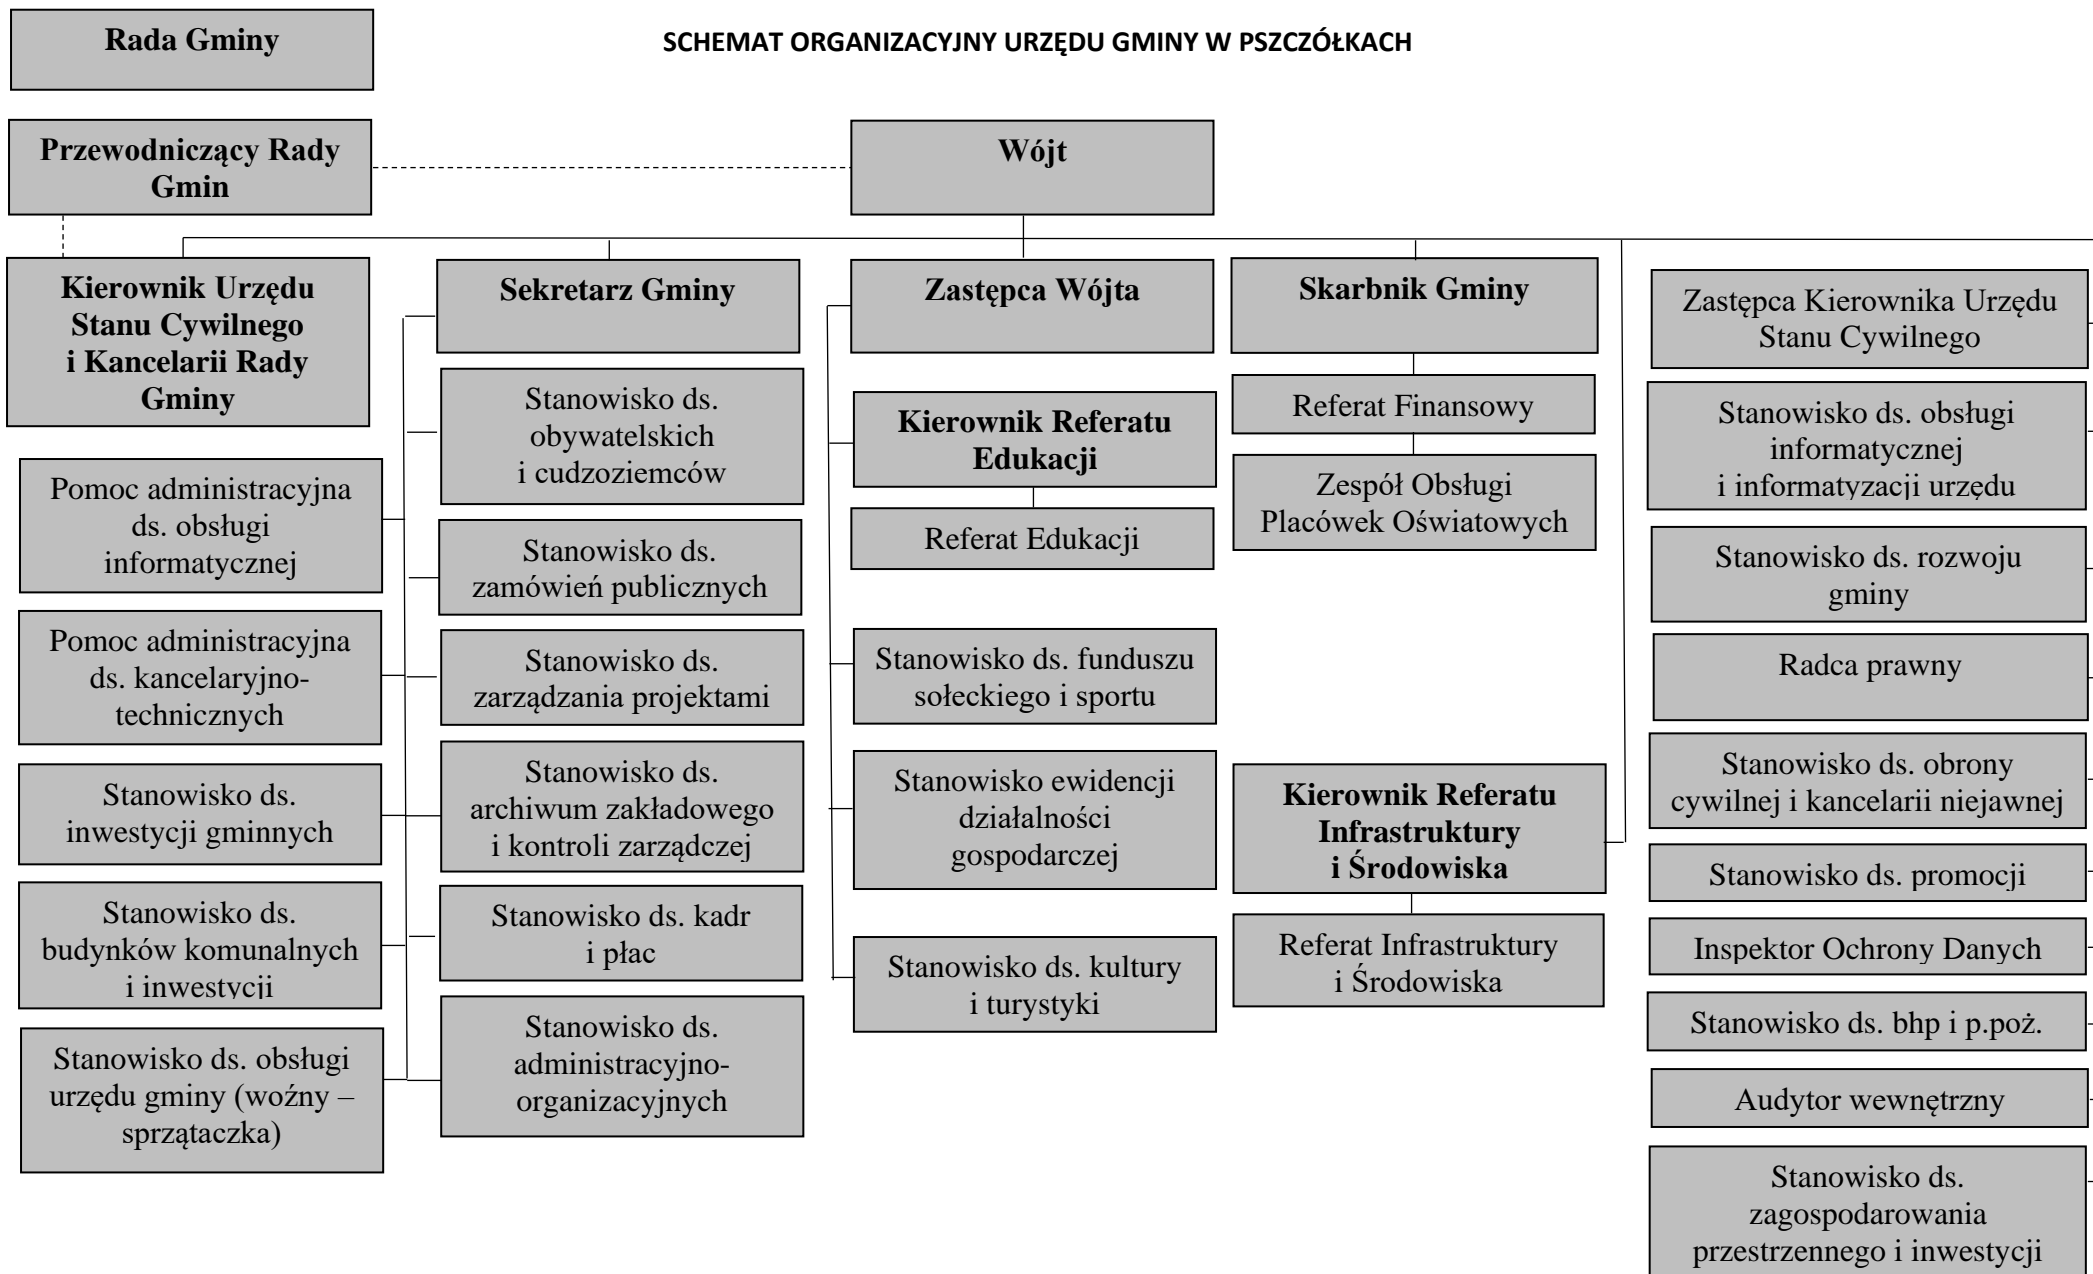 Rada Gminy
SCHEMAT ORGANIZACYJNY URZĘDU GMINY W PSZCZÓŁKACH
Przewodniczący Rady
Gmin
Wójt
Kierownik Urzędu
Stanu Cywilnego
i Kancelarii Rady
Gminy
Pomoc administracyjna
ds. obsługi
informatycznej
Pomoc administracyjna
ds. kancelaryjno-
technicznych
Stanowisko ds.
inwestycji gminnych
Stanowisko ds.
budynków komunalnych
i inwestycji
Stanowisko ds. obsługi
urzędu gminy (woźny –
sprzątaczka)
Sekretarz Gminy
Stanowisko ds.
obywatelskich
i cudzoziemców
Stanowisko ds.
zamówień publicznych
Stanowisko ds.
zarządzania projektami
Stanowisko ds.
archiwum zakładowego
i kontroli zarządczej
Stanowisko ds. kadr
i płac
Stanowisko ds.
administracyjno-
organizacyjnych
Zastępca Wójta
Kierownik Referatu
Edukacji
Referat Edukacji
Stanowisko ds. funduszu
sołeckiego i sportu
Stanowisko ewidencji
działalności
gospodarczej
Stanowisko ds. kultury
i turystyki
Skarbnik Gminy
Referat Finansowy
Zespół Obsługi
Placówek Oświatowych
Kierownik Referatu
Infrastruktury
i Środowiska
Referat Infrastruktury
i Środowiska
Zastępca Kierownika Urzędu
Stanu Cywilnego
Stanowisko ds. obsługi
informatycznej
i informatyzacji urzędu
Stanowisko ds. rozwoju
gminy
Radca prawny
Stanowisko ds. obrony
cywilnej i kancelarii niejawnej
Stanowisko ds. promocji
Inspektor Ochrony Danych
Stanowisko ds. bhp i p.poż.
Audytor wewnętrzny
Stanowisko ds.
zagospodarowania
przestrzennego i inwestycji